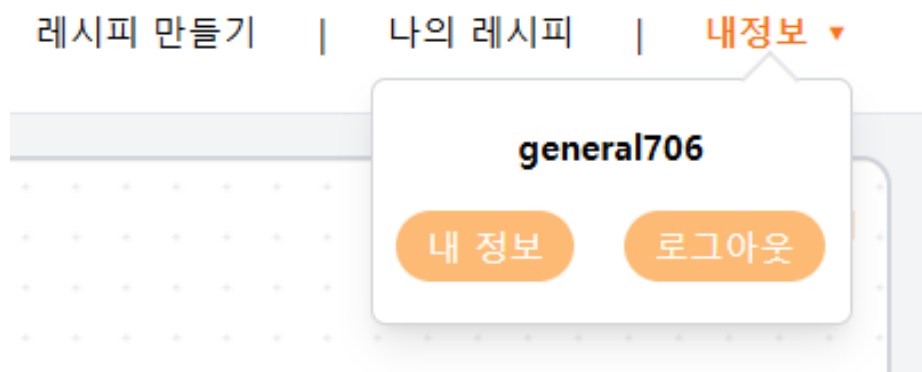 레시피 만들기 | 나의 레시피 | 내정보 ▼
general706
내 정보 로그아웃